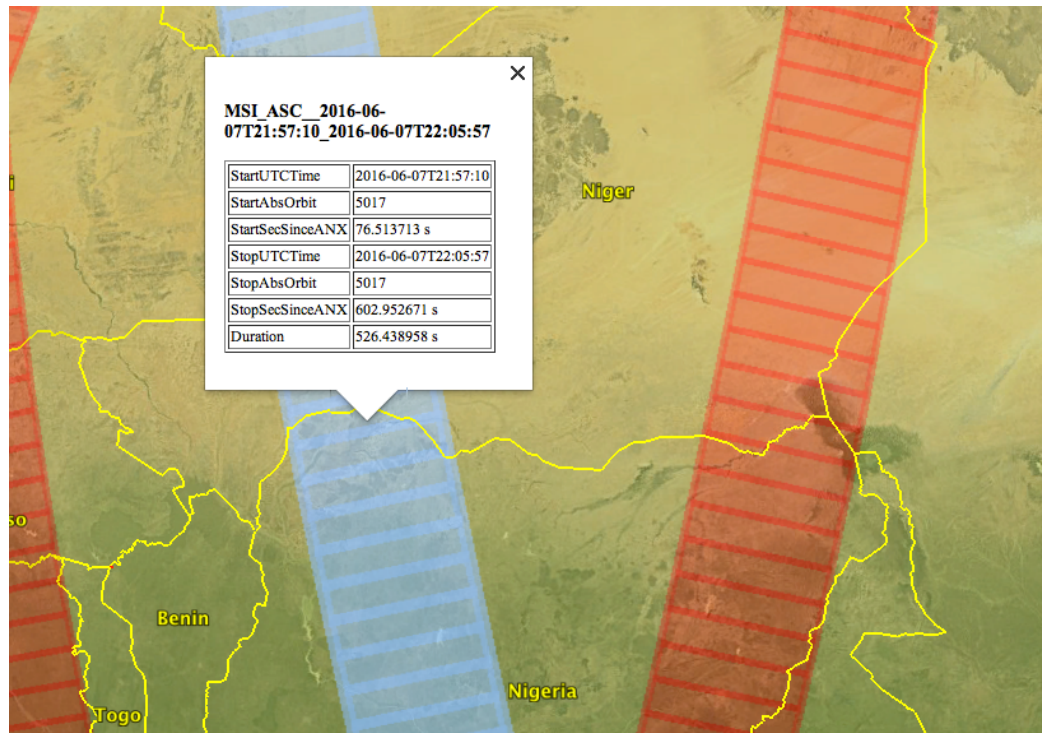 MSI_ASC__2016-06-
07T21:57:10_2016-06-07T22:05:57
StartUTCTime 2016-06-07T21:57:10
StartAbsOrbit 5017
StartSecSinceANX 76.513713 s
StopUTCTime 2016-06-07T22:05:57
StopAbsOrbit 5017
StopSecSinceANX 602.952671 s
Duration 526.438958 s
i
Niger
so
Benin
Nigeria
Togo